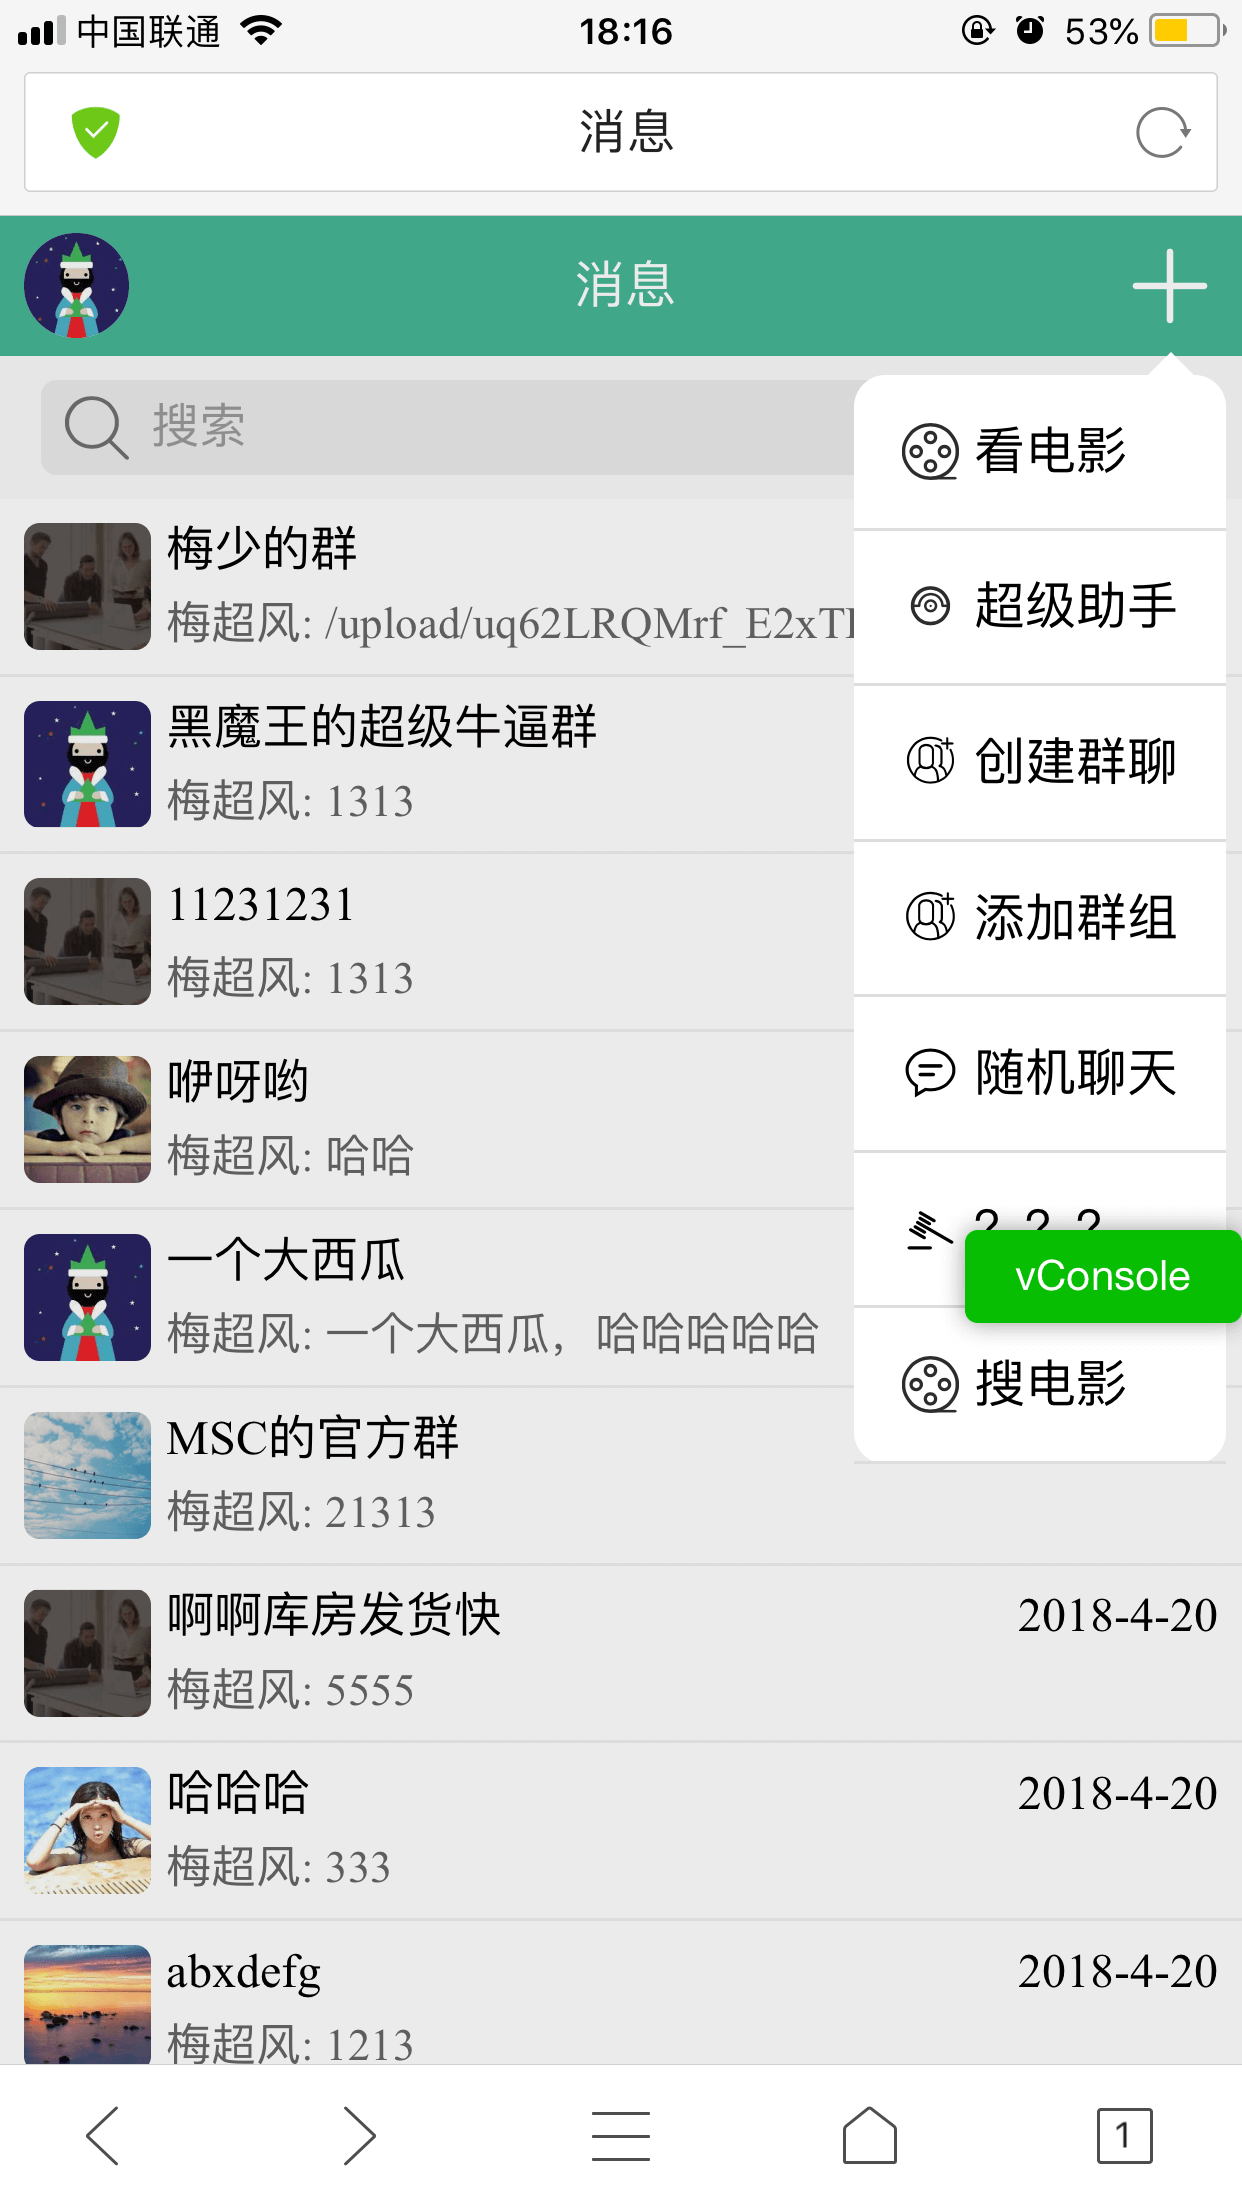 中国联通
18:16
53%
消息
消息
搜索
看电影
超级助手
创建群聊
添加群组
随机聊天
? ? ?
vConsole
搜电影
梅少的群
梅超风: /upload/uq62LRQMrf_E2xT
黑魔王的超级牛逼群
梅超风: 1313
11231231
梅超风: 1313
咿呀哟
梅超风: 哈哈
一个大西瓜
梅超风: 一个大西瓜，哈哈哈哈哈
MSC的官方群
梅超风: 21313
啊啊库房发货快
2018-4-20
梅超风: 5555
哈哈哈
2018-4-20
梅超风: 333
abxdefg
2018-4-20
梅超风: 1213
1